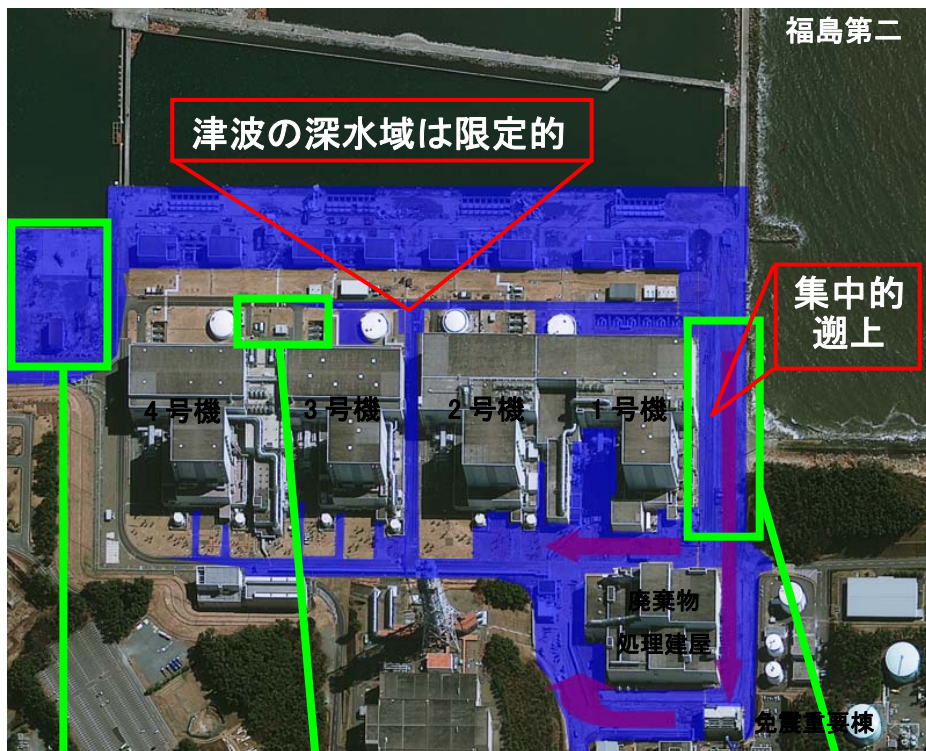 福島第二
津波の深水域は限定的
集中的
遡上
4号機
3号機
2号機
1号機
廃棄物
処理建屋
免震重要棟